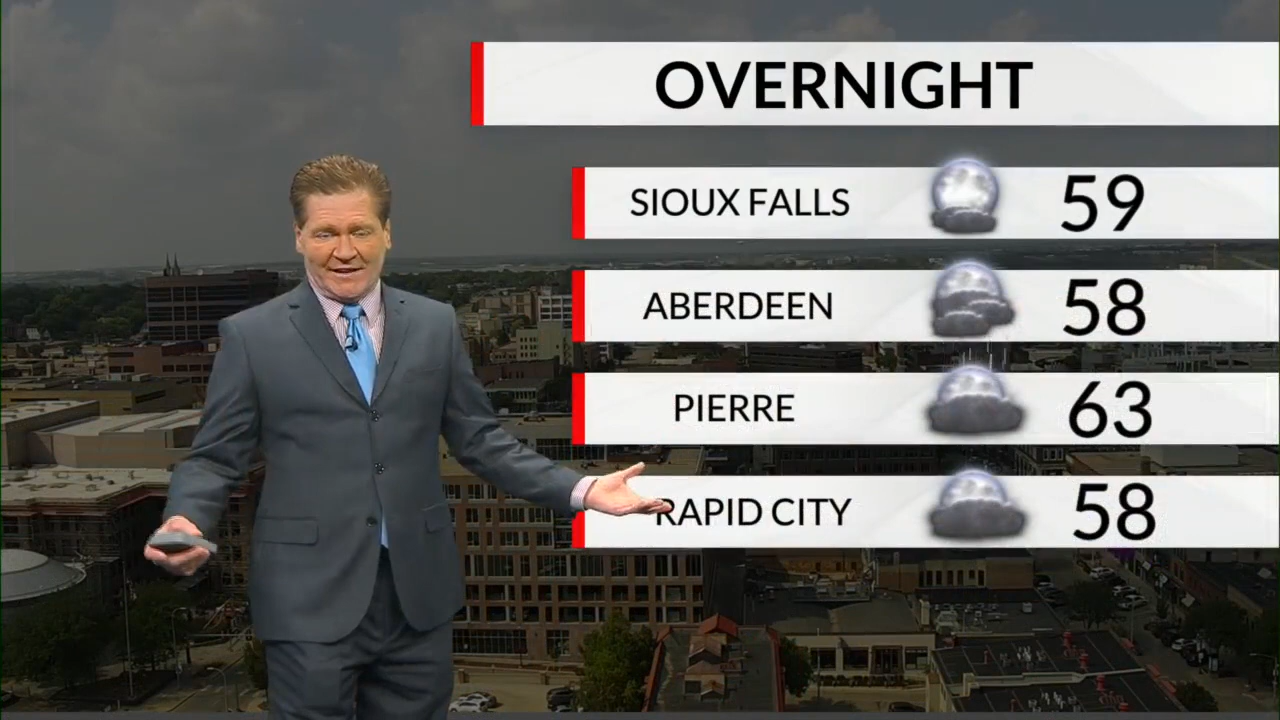 OVERNIGHT
SIOUX FALLS 59
ABERDEEN 58
PIERRE 63
RAPID CITY 58